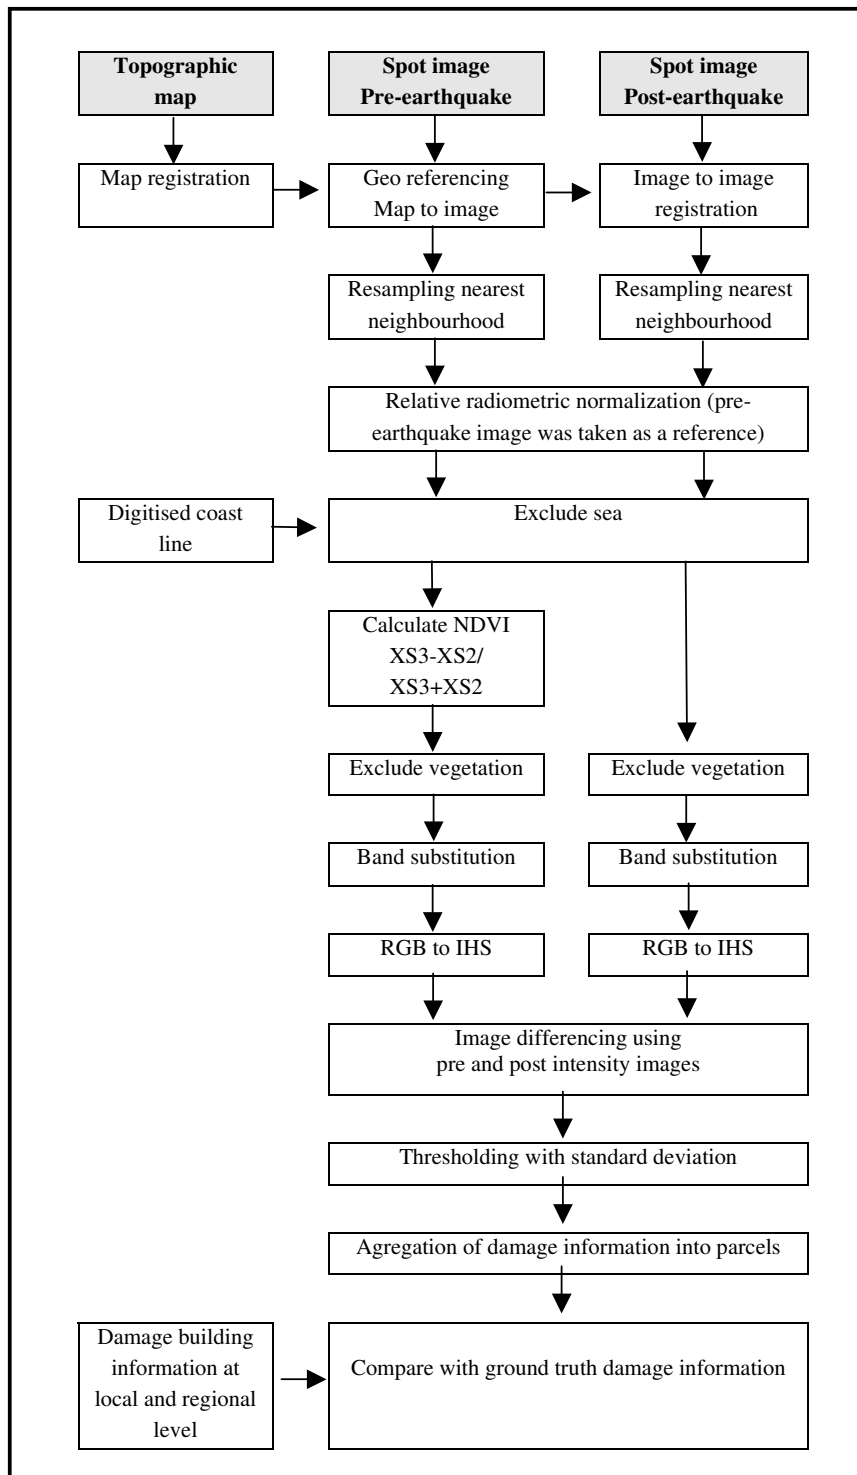 Topographic
map
Spot image
Pre-earthquake
Spot image
Post-earthquake
Map registration
Geo referencing
Map to image
Image to image
registration
Resampling nearest
neighbourhood
Resampling nearest
neighbourhood
Relative radiometric normalization (pre-
earthquake image was taken as a reference)
Digitised coast
line
Exclude sea
Calculate NDVI
XS3-XS2/
XS3+XS2
Exclude vegetation
Exclude vegetation
Band substitution
Band substitution
RGB to IHS
RGB to IHS
Image differencing using
pre and post intensity images
Thresholding with standard deviation
Agregation of damage information into parcels
Damage building
information at
local and regional
level
Compare with ground truth damage information